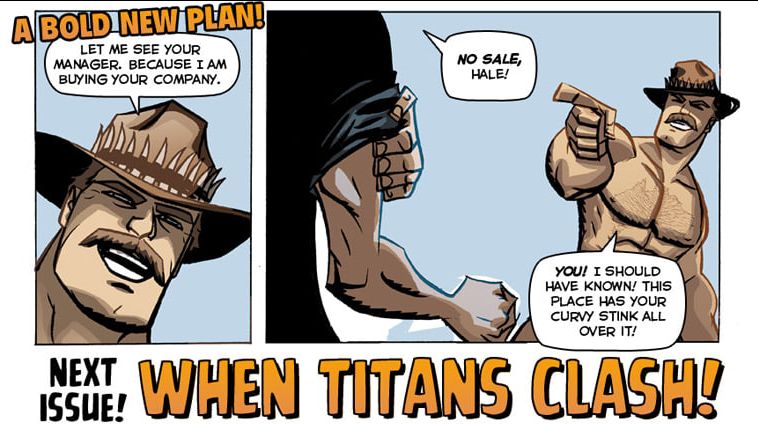 A BOLD NEW PLAN!
LET ME SEE YOUR
MANAGER. BECAUSE I AM
BUYING YOUR COMPANY.
NO SALE,
HALE!
YOU! I SHOULD
HAVE KNOWN! THIS
PLACE HAS YOUR
CURVY STINK ALL
OVER IT!
NEXT
ISSUE!
WHEN TITANS CLASH!